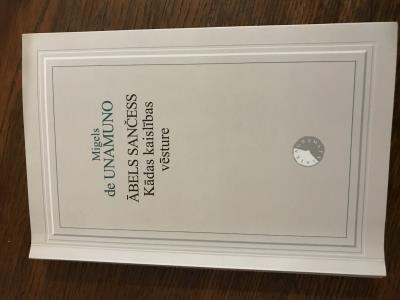 Migels
de UNAMUNO
ĀBELS SANČESS
Kādas kaislības
vēsture